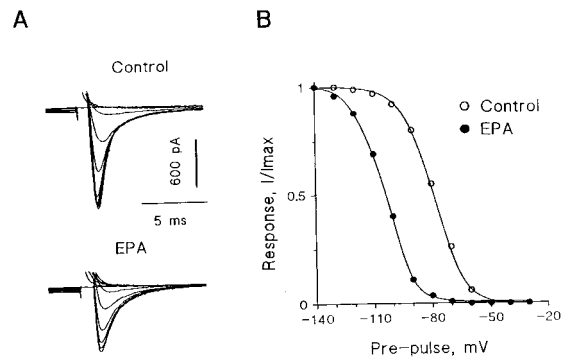 A
Control
600 pA
5 ms
EPA
B
Response, I/Imax
1
0.5
0
Control
EPA
−140
−110
−80
−50
−20
Pre-pulse, mV